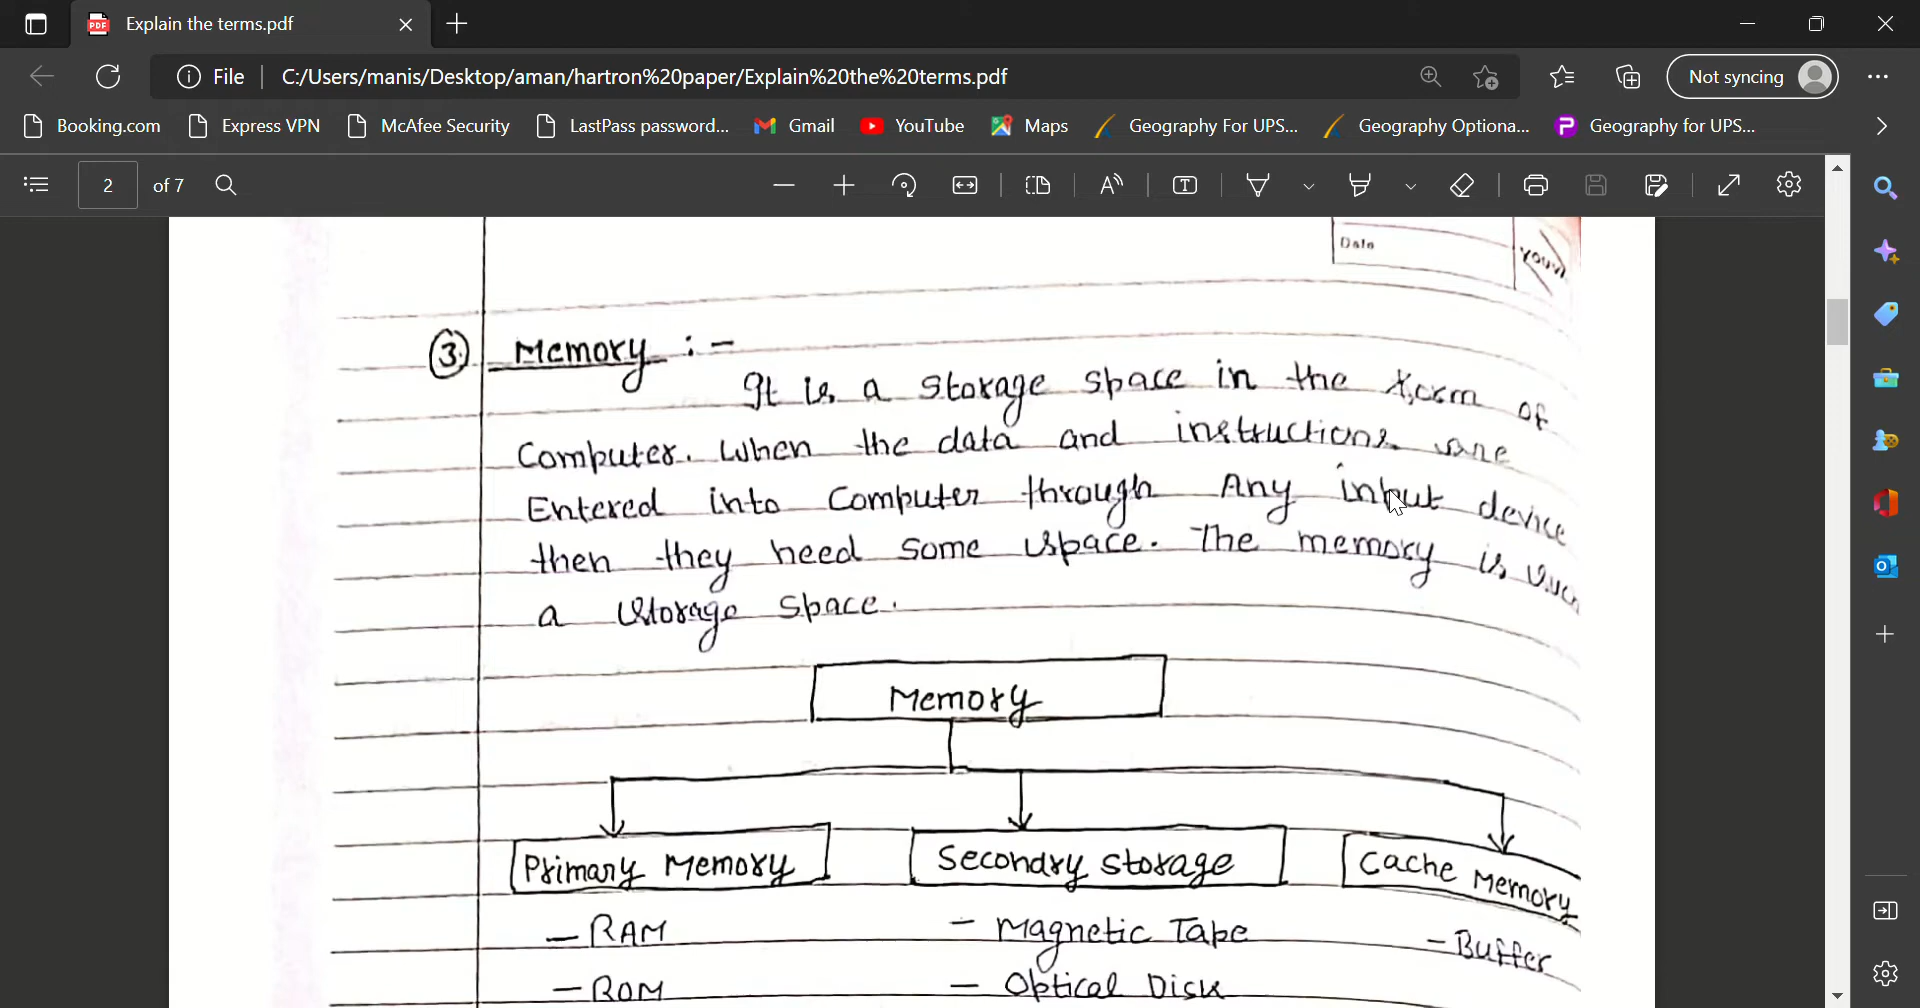 Explain the terms.pdf
File C:/Users/manis/Desktop/aman/hartron%20paper/Explain%20the%20terms.pdf Not syncing
Booking.com Express VPN McAfee Security LastPass password... Gmail YouTube Maps Geography For UPS... Geography Optiona... Geography for UPS...
2 of 7
Date
③ Memory :-
It is a storage space in the form of
Computer. When the data and instructions are
Entered into Computer through Any input device
then they need some space. The memory is such
a storage space.
Memory
Primary Memory Secondry Storage Cache Memory
- RAM - Magnetic Tape - Buffer
- ROM - Optical Disk